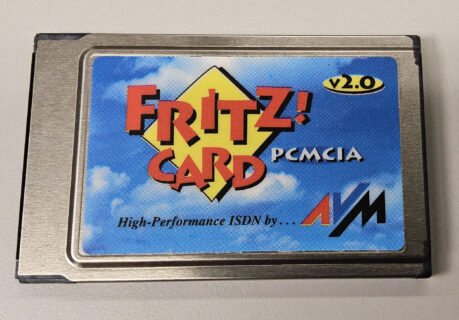 v2.0
FRITZ!
CARD PCMCIA
High-Performance ISDN by... AVM